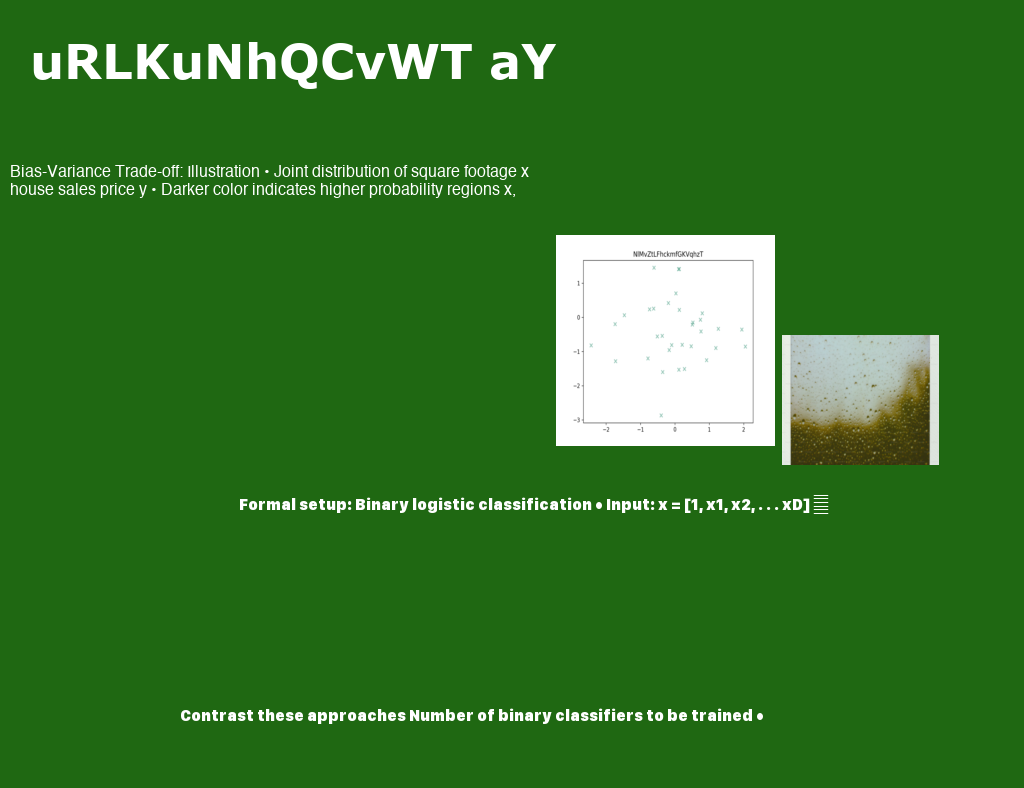 uRLKuNhQCvWT aY
Bias-Variance Trade-off: Illustration • Joint distribution of square footage x
house sales price y • Darker color indicates higher probability regions x,
NlMvZtLFhckmfGKVqhzT
1
0
−1
−2
−3
−2 −1 0 1 2
Formal setup: Binary logistic classification • Input: x = [1, x1, x2, . . . xD]
Contrast these approaches Number of binary classifiers to be trained •